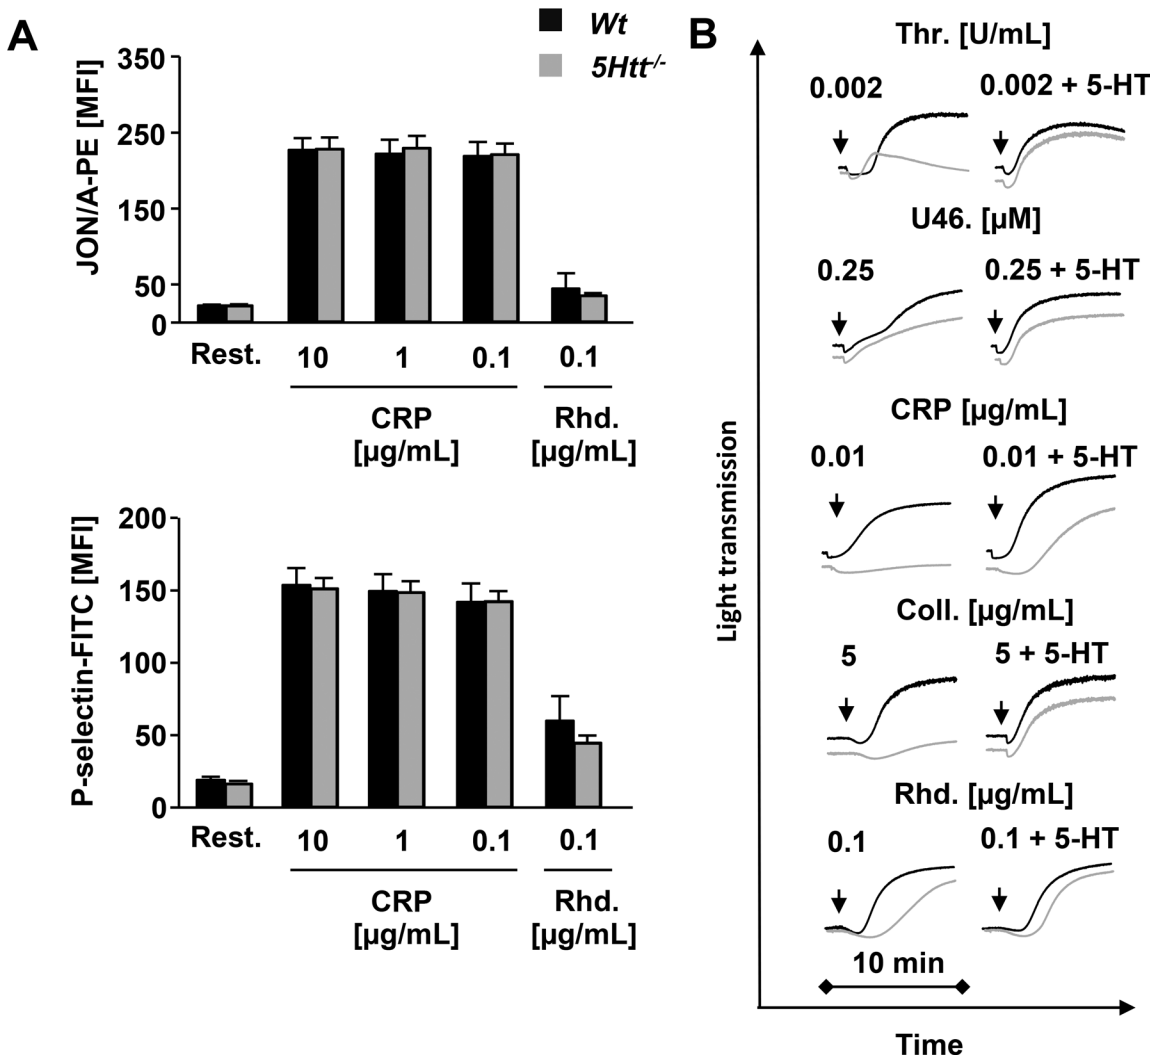 A
Wt
5Htt-/-
JON/A-PE [MFI]
350
250
150
50
0
Rest.
10
1
0.1
0.1
CRP
[µg/mL]
Rhd.
[µg/mL]
P-selectin-FITC [MFI]
200
150
100
50
0
Rest.
10
1
0.1
0.1
CRP
[µg/mL]
Rhd.
[µg/mL]
B
Thr. [U/mL]
0.002
0.002 + 5-HT
U46. [µM]
0.25
0.25 + 5-HT
CRP [µg/mL]
0.01
0.01 + 5-HT
Coll. [µg/mL]
5
5 + 5-HT
Rhd. [µg/mL]
0.1
0.1 + 5-HT
10 min
Light transmission
Time